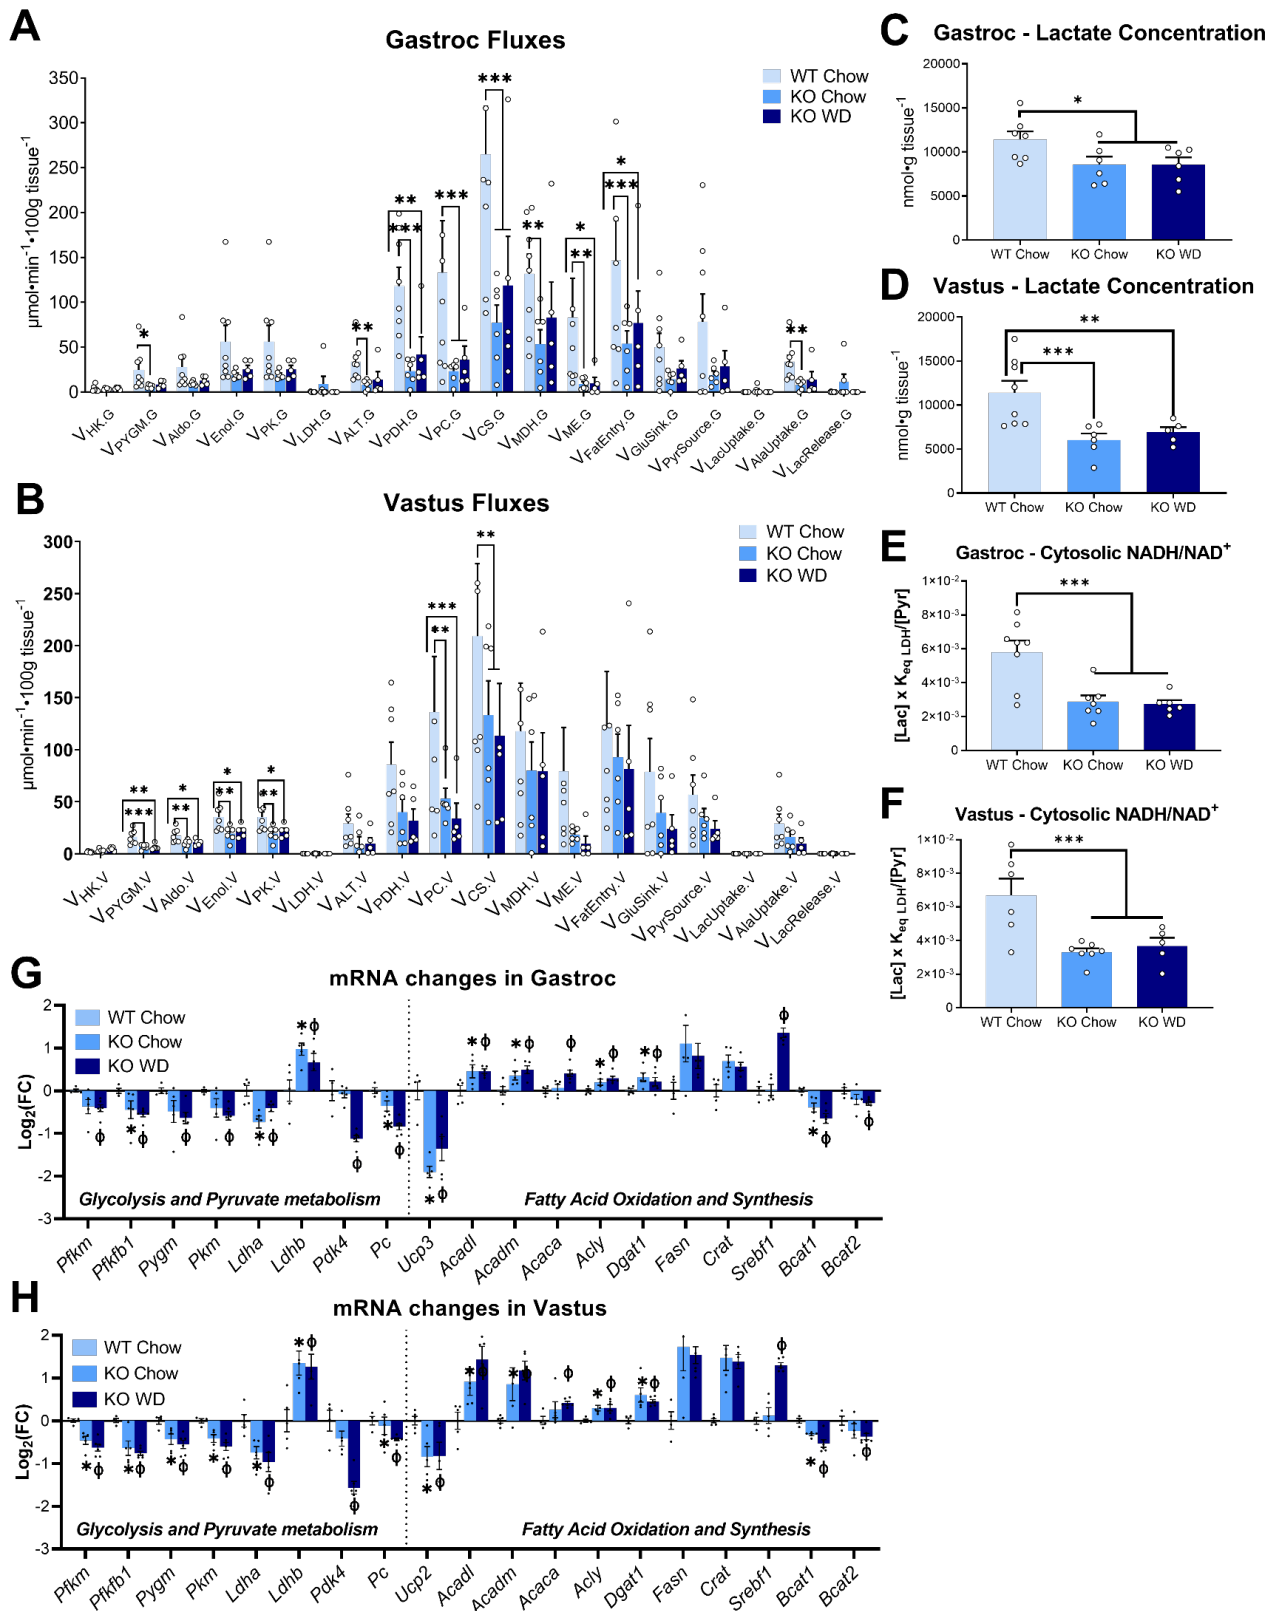 A
Gastroc Fluxes
WT Chow
KO Chow
KO WD
µmol•min⁻¹•100g tissue⁻¹
350
300
250
200
150
100
50
0
*
**
**
***
***
***
**
*
**
*
***
**
V_HK.G
V_PYGM.G
V_Aldo.G
V_Enol.G
V_PK.G
V_LDH.G
V_ALT.G
V_PDH.G
V_PC.G
V_CS.G
V_MDH.G
V_ME.G
V_FatEntry.G
V_GluSink.G
V_PyrSource.G
V_LacUptake.G
V_AlaUptake.G
V_LacRelease.G
B
Vastus Fluxes
WT Chow
KO Chow
KO WD
µmol•min⁻¹•100g tissue⁻¹
300
250
200
150
100
50
0
**
***
*
**
*
**
*
**
***
**
**
V_HK.V
V_PYGM.V
V_Aldo.V
V_Enol.V
V_PK.V
V_LDH.V
V_ALT.V
V_PDH.V
V_PC.V
V_CS.V
V_MDH.V
V_ME.V
V_FatEntry.V
V_GluSink.V
V_PyrSource.V
V_LacUptake.V
V_AlaUptake.V
V_LacRelease.V
C
Gastroc - Lactate Concentration
nmol•g tissue⁻¹
20000
15000
10000
5000
0
*
WT Chow KO Chow KO WD
D
Vastus - Lactate Concentration
nmol•g tissue⁻¹
20000
15000
10000
5000
0
**
***
WT Chow KO Chow KO WD
E
Gastroc - Cytosolic NADH/NAD⁺
[Lac] x K_eq LDH/[Pyr]
1×10⁻²
8×10⁻³
6×10⁻³
4×10⁻³
2×10⁻³
0
***
WT Chow KO Chow KO WD
F
Vastus - Cytosolic NADH/NAD⁺
[Lac] x K_eq LDH/[Pyr]
1×10⁻²
8×10⁻³
6×10⁻³
4×10⁻³
2×10⁻³
0
***
WT Chow KO Chow KO WD
G
mRNA changes in Gastroc
WT Chow
KO Chow
KO WD
Log₂(FC)
2
1
0
-1
-2
-3
* ϕ * ϕ * ϕ ϕ * ϕ * ϕ ϕ
ϕ * ϕ ϕ ϕ * ϕ ϕ * ϕ * ϕ * ϕ ϕ
Glycolysis and Pyruvate metabolism
Fatty Acid Oxidation and Synthesis
Pfkm
Pfkfb1
Pygm
Pkm
Ldha
Ldhb
Pdk4
Pc
Ucp3
Acadl
Acadm
Acaca
Acly
Dgat1
Fasn
Crat
Srebf1
Bcat1
Bcat2
H
mRNA changes in Vastus
WT Chow
KO Chow
KO WD
Log₂(FC)
2
1
0
-1
-2
-3
* ϕ * ϕ * ϕ ϕ * ϕ * ϕ ϕ
* ϕ * ϕ * ϕ * ϕ * ϕ ϕ * ϕ * ϕ * ϕ ϕ
Glycolysis and Pyruvate metabolism
Fatty Acid Oxidation and Synthesis
Pfkm
Pfkfb1
Pygm
Pkm
Ldha
Ldhb
Pdk4
Pc
Ucp2
Acadl
Acadm
Acaca
Acly
Dgat1
Fasn
Crat
Srebf1
Bcat1
Bcat2